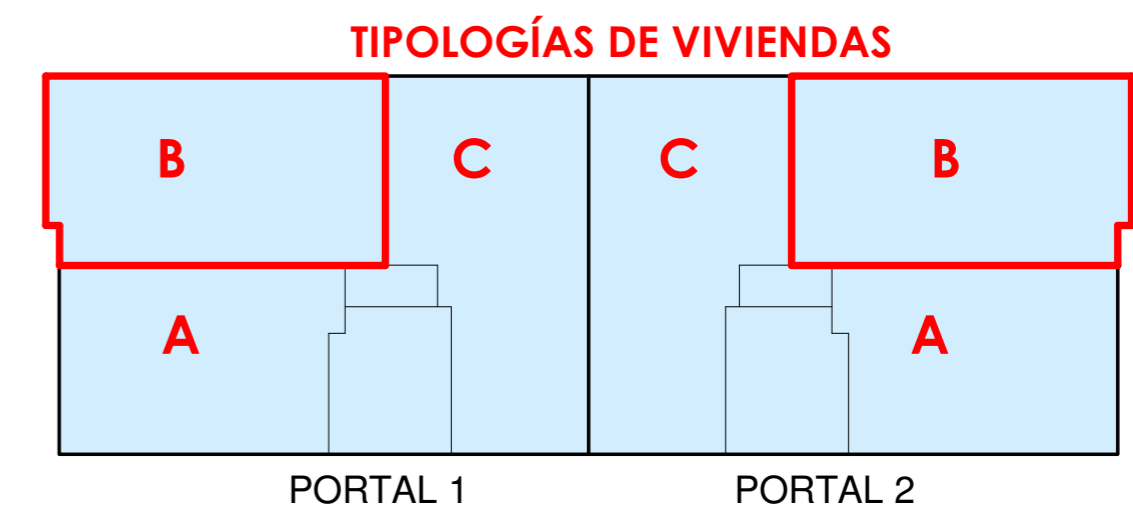 TIPOLOGÍAS DE VIVIENDAS
B C C B
A A
PORTAL 1 PORTAL 2